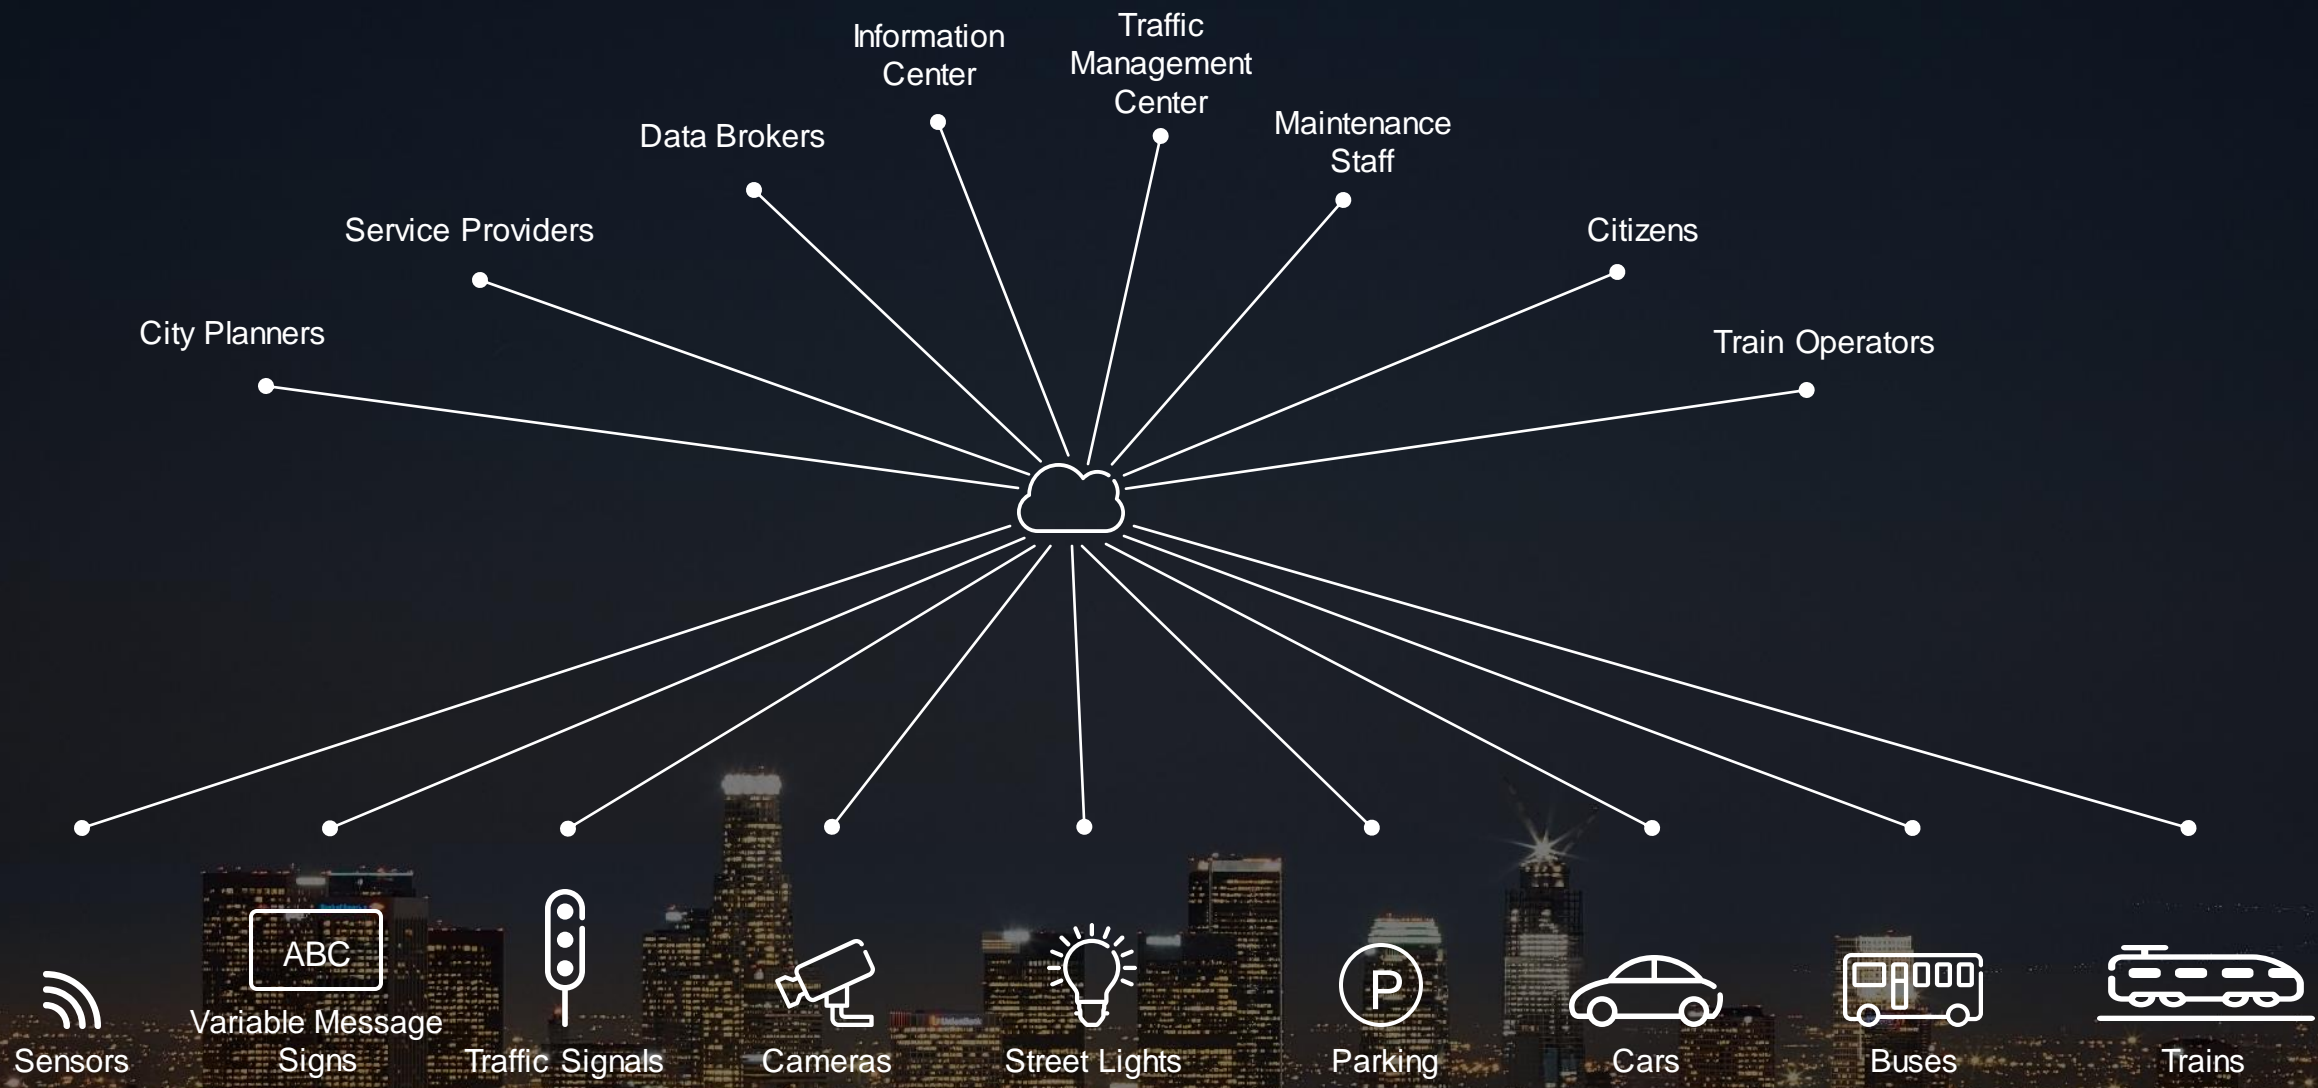 Information
Center
Traffic
Management
Center
Data Brokers
Maintenance
Staff
Service Providers
Citizens
City Planners
Train Operators
ABC
P
Sensors
Variable Message
Signs
Traffic Signals
Cameras
Street Lights
Parking
Cars
Buses
Trains